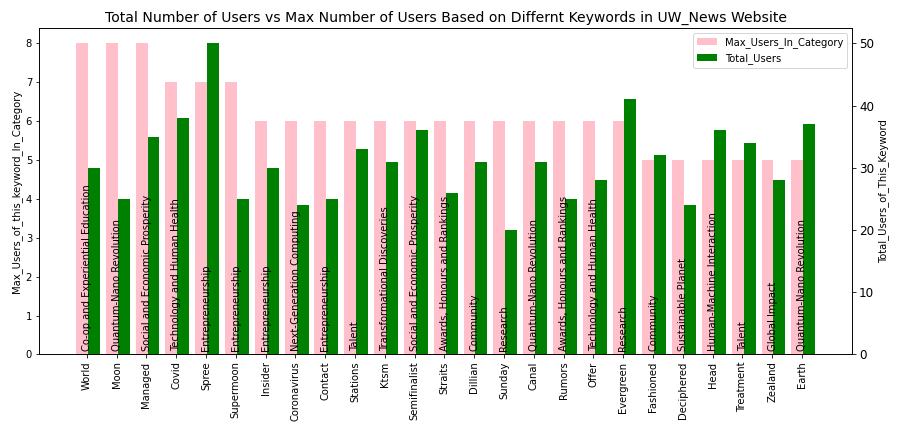 Total Number of Users vs Max Number of Users Based on Differnt Keywords in UW_News Website
Max_Users_In_Category
Total_Users
Max_Users_of_this_keyword_In_Category
8
7
6
5
4
3
2
1
0
Total_Users_of_This_Keyword
50
40
30
20
10
0
Co-op and Experiential Education
Quantum-Nano Revolution
Social and Economic Prosperity
Technology and Human Health
Entrepreneurship
Entrepreneurship
Entrepreneurship
Next-Generation Computing
Entrepreneurship
Talent
Transformational Discoveries
Social and Economic Prosperity
Awards, Honours and Rankings
Community
Research
Quantum-Nano Revolution
Awards, Honours and Rankings
Technology and Human Health
Research
Community
Sustainable Planet
Human-Machine Interaction
Talent
Global Impact
Quantum-Nano Revolution
World
Moon
Managed
Covid
Spree
Supermoon
Insider
Coronavirus
Contact
Stations
Ktsm
Semifinalist
Straits
Dillian
Sunday
Canal
Rumors
Offer
Evergreen
Fashioned
Deciphered
Head
Treatment
Zealand
Earth